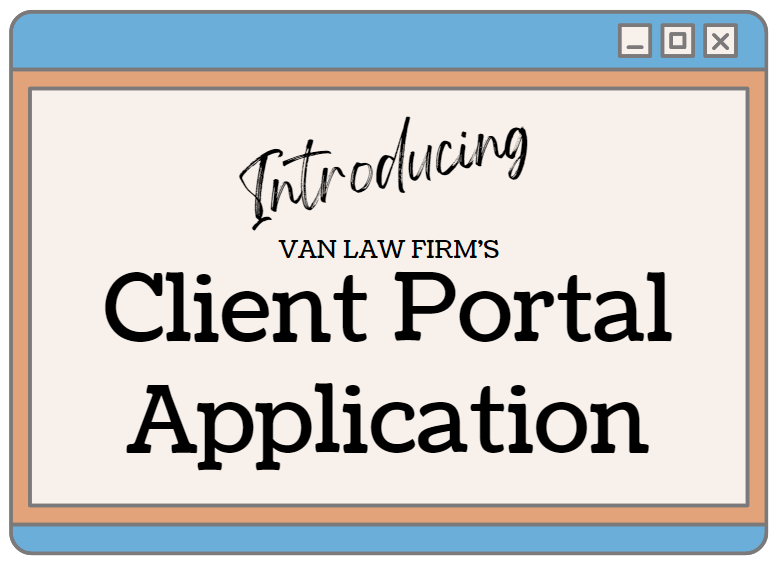 Introducing
VAN LAW FIRM’S
Client Portal
Application